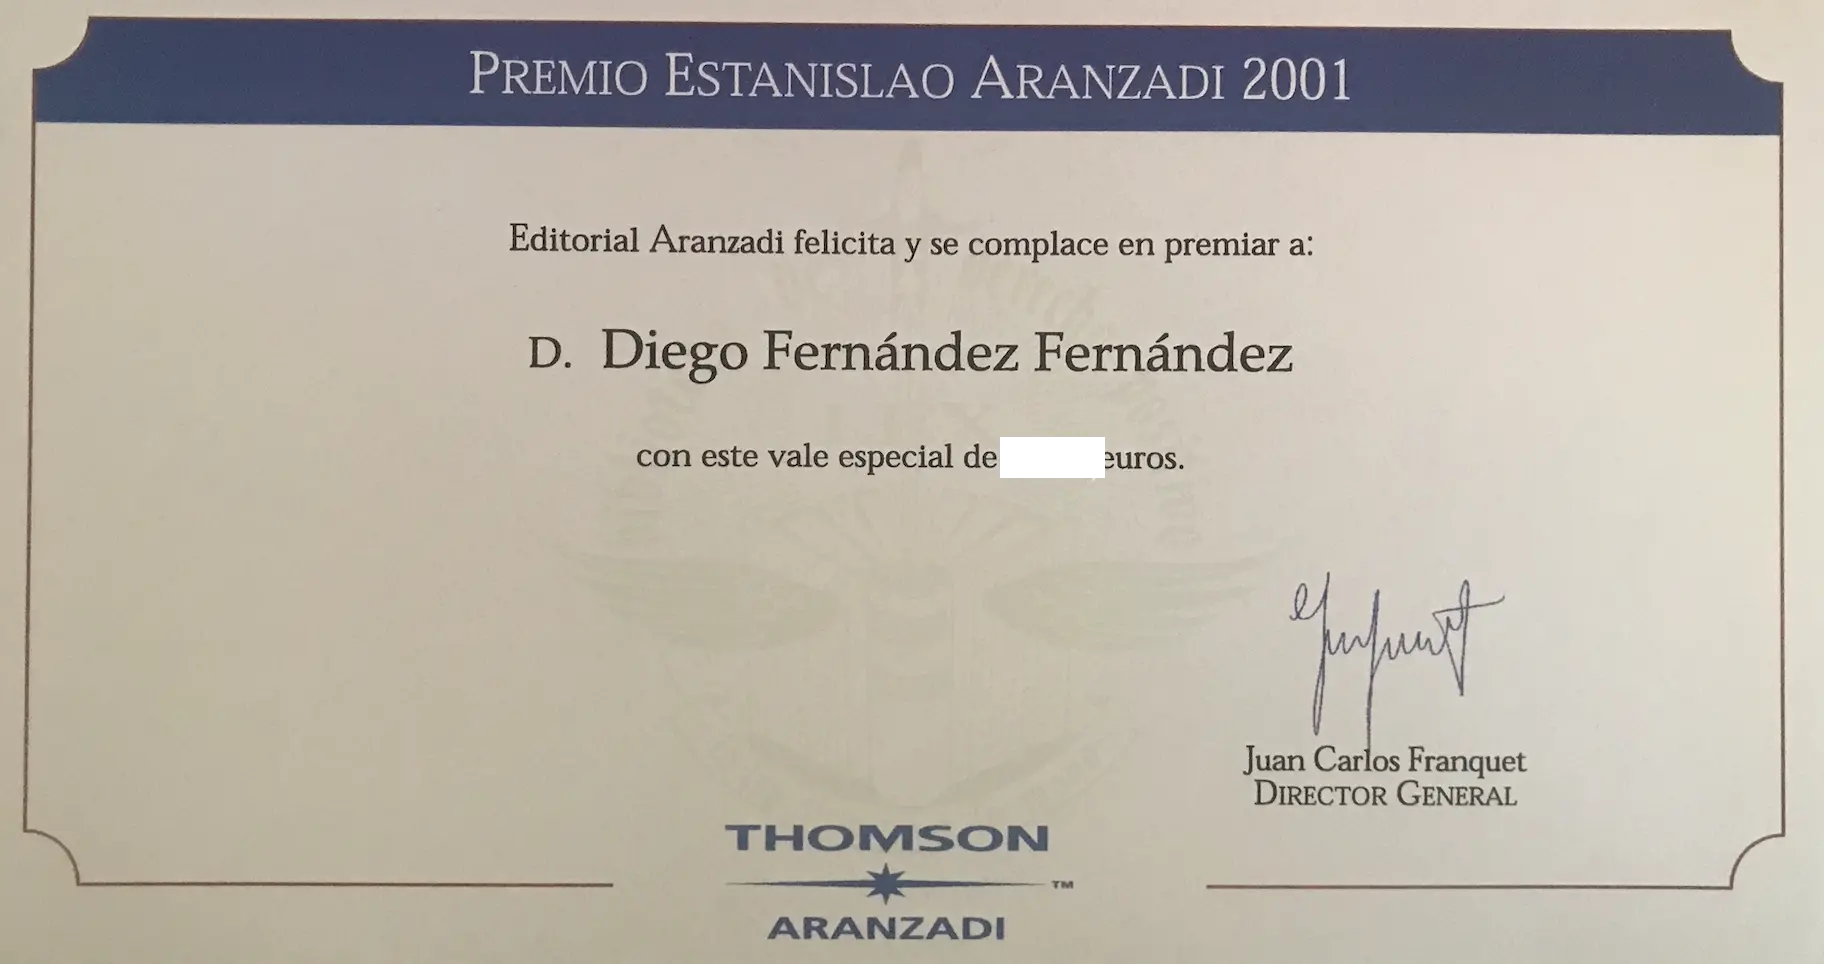 PREMIO ESTANISLAO ARANZADI 2001
Editorial Aranzadi felicita y se complace en premiar a:
D. Diego Fernández Fernández
con este vale especial de euros.
Juan Carlos Franquet
DIRECTOR GENERAL
THOMSON
™
ARANZADI